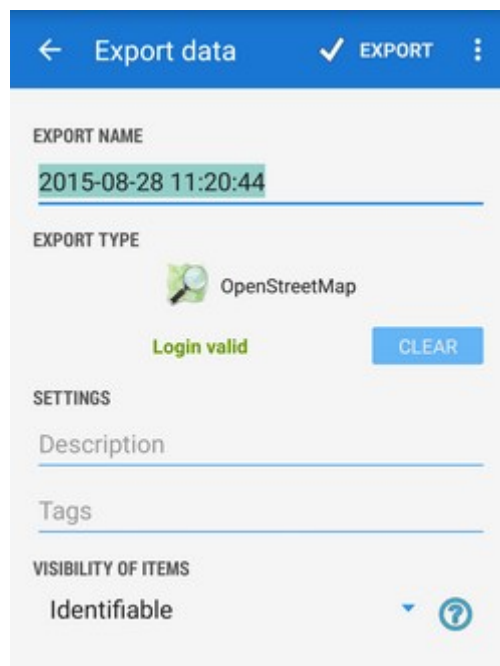 Export data EXPORT
EXPORT NAME
2015-08-28 11:20:44
EXPORT TYPE
OpenStreetMap
Login valid CLEAR
SETTINGS
Description
Tags
VISIBILITY OF ITEMS
Identifiable ?